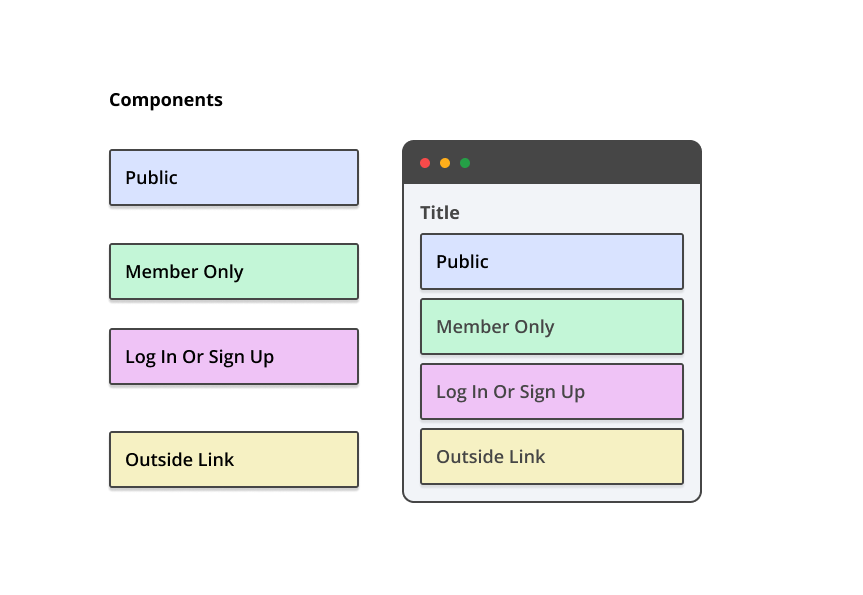 Components
Public
Member Only
Log In Or Sign Up
Outside Link
Title
Public
Member Only
Log In Or Sign Up
Outside Link